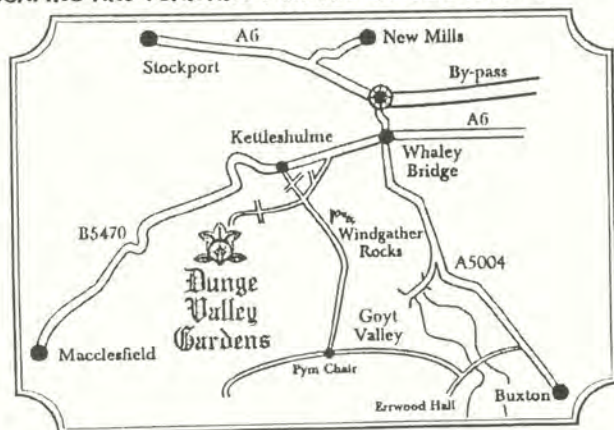 A6
New Mills
Stockport
By-pass
A6
Kettleshulme
Whaley
Bridge
B5470
Windgather
Rocks
A5004
Dunge
Valley
Gardens
Goyt
Valley
Macclesfield
Pym Chair
Errwood Hall
Buxton